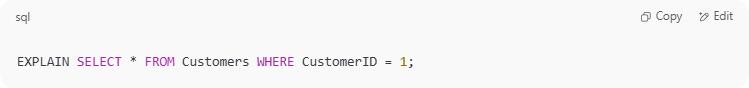 sql Copy Edit
EXPLAIN SELECT * FROM Customers WHERE CustomerID = 1;